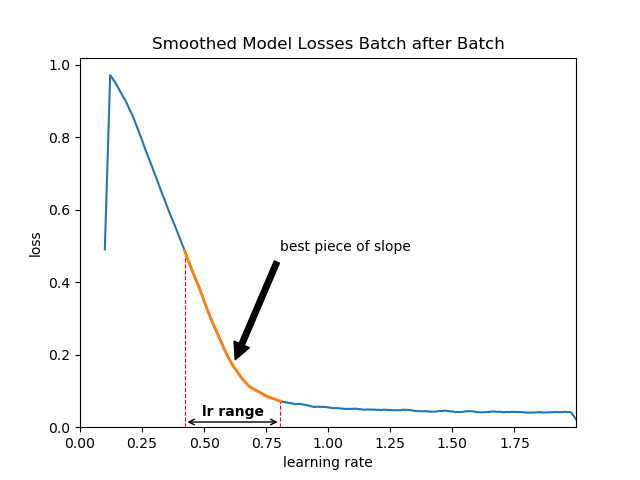 Smoothed Model Losses Batch after Batch
1.0
0.8
0.6
0.4
0.2
0.0
loss
best piece of slope
lr range
0.00 0.25 0.50 0.75 1.00 1.25 1.50 1.75
learning rate